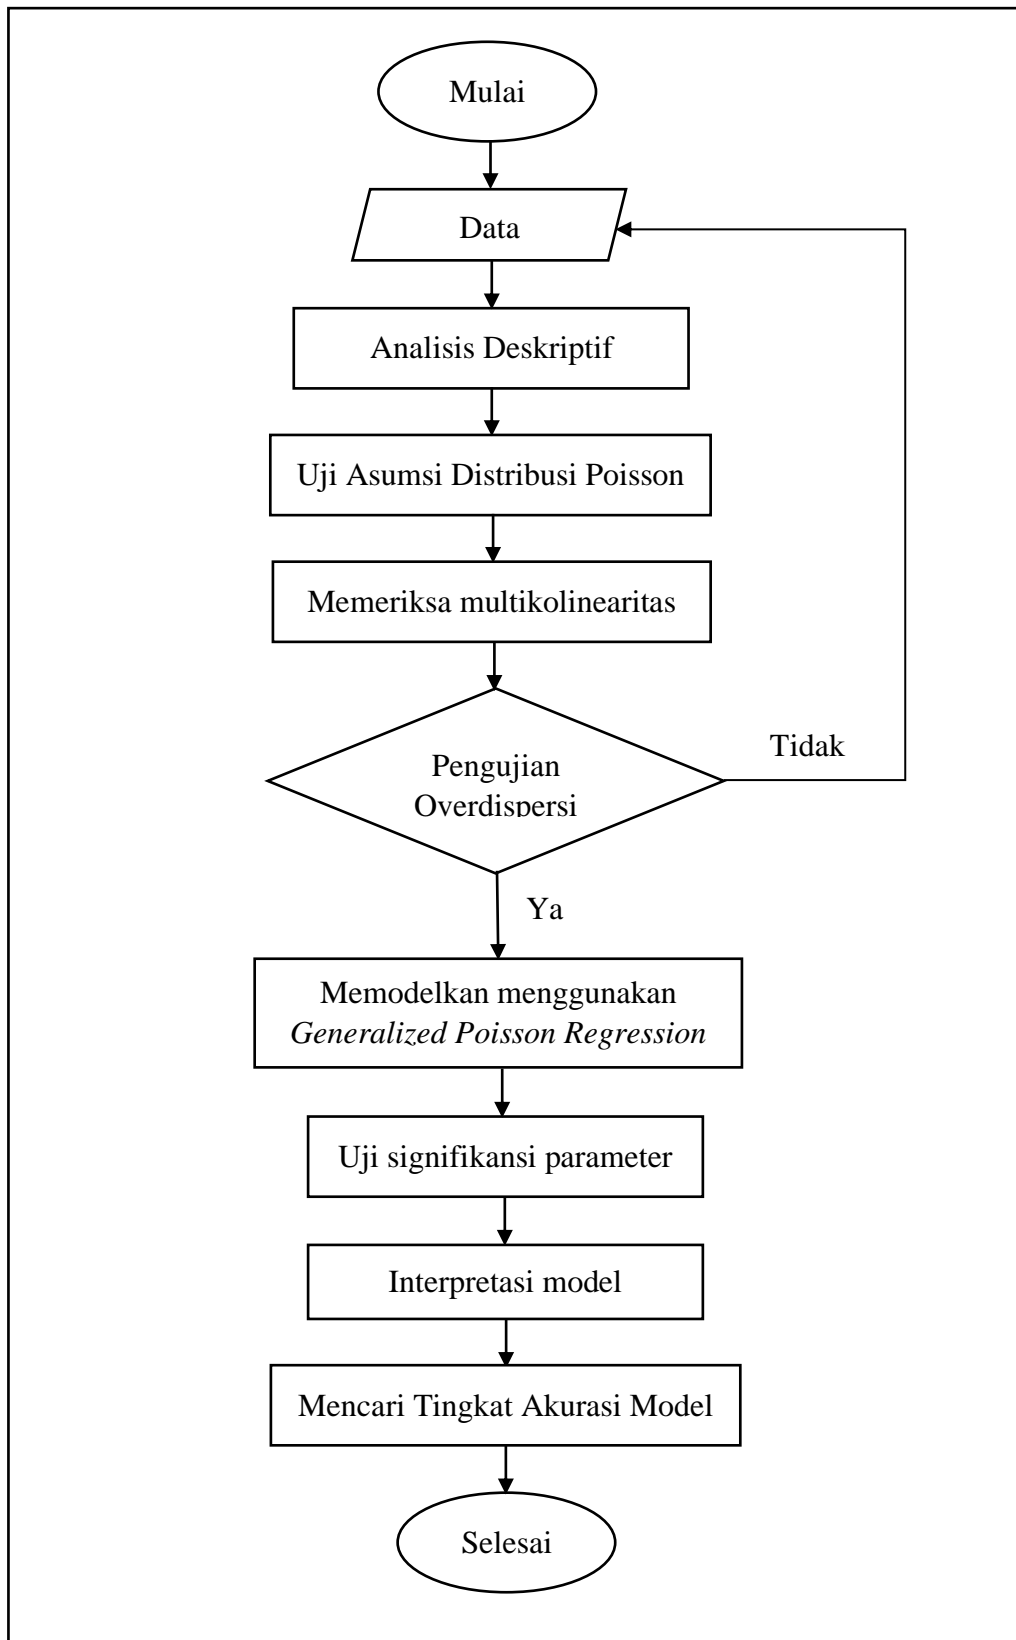 Mulai
Data
Analisis Deskriptif
Uji Asumsi Distribusi Poisson
Memeriksa multikolinearitas
Pengujian
Overdispersi
Tidak
Ya
Memodelkan menggunakan
Generalized Poisson Regression
Uji signifikansi parameter
Interpretasi model
Mencari Tingkat Akurasi Model
Selesai